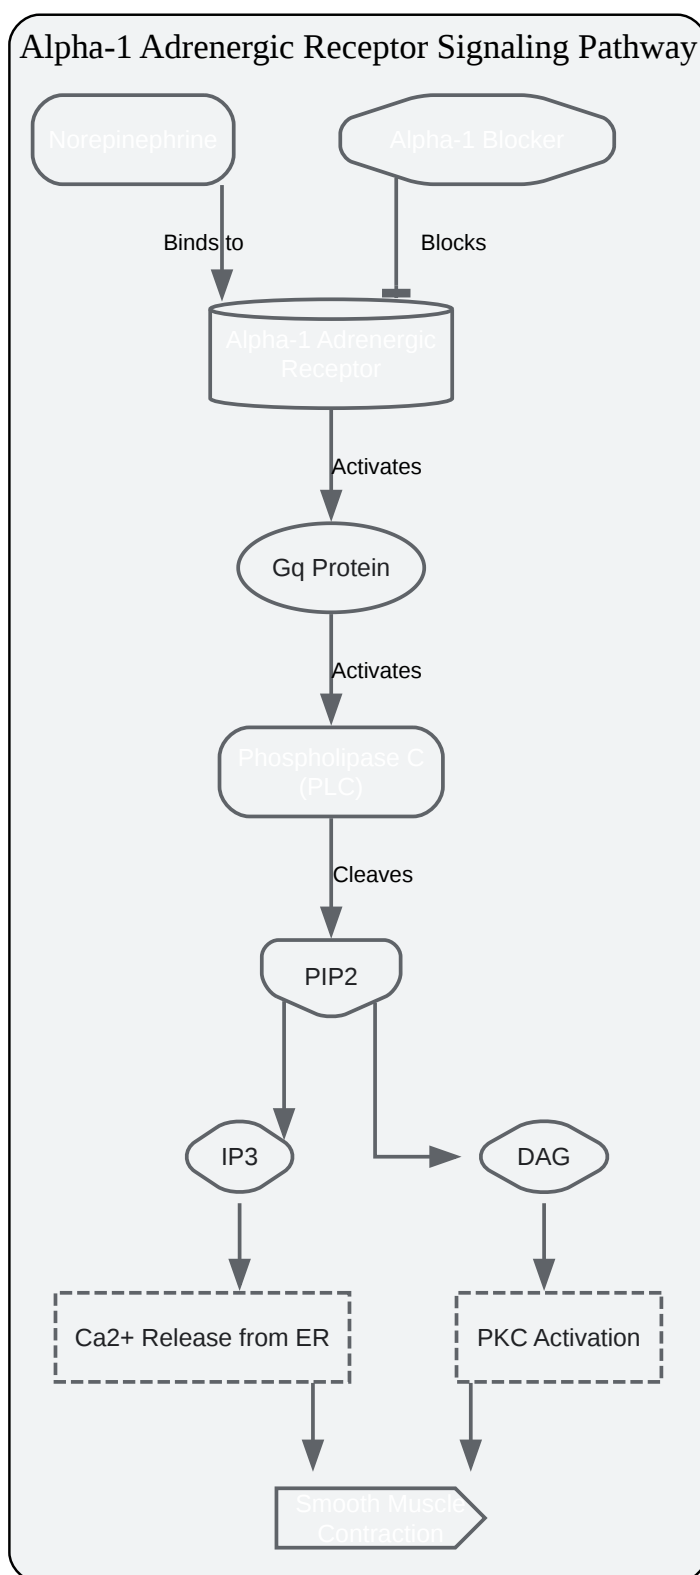 Alpha-1 Adrenergic Receptor Signaling Pathway
Norepinephrine
Alpha-1 Blocker
Binds to
Blocks
Alpha-1 Adrenergic
Receptor
Activates
Gq Protein
Activates
Phospholipase C
(PLC)
Cleaves
PIP2
IP3
DAG
Ca2+ Release from ER
PKC Activation
Smooth Muscle
Contraction